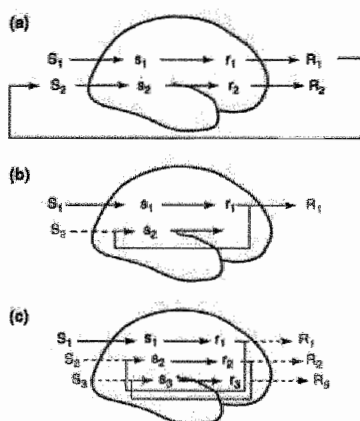 (a)
S₁ s₁ r₁ R₁
S₂ s₂ r₂ R₂
(b)
S₁ s₁ r₁ R₁
S₂ s₂
(c)
S₁ s₁ r₁ R₁
S₂ s₂ r₂ R₂
S₃ s₃ r₃ R₃